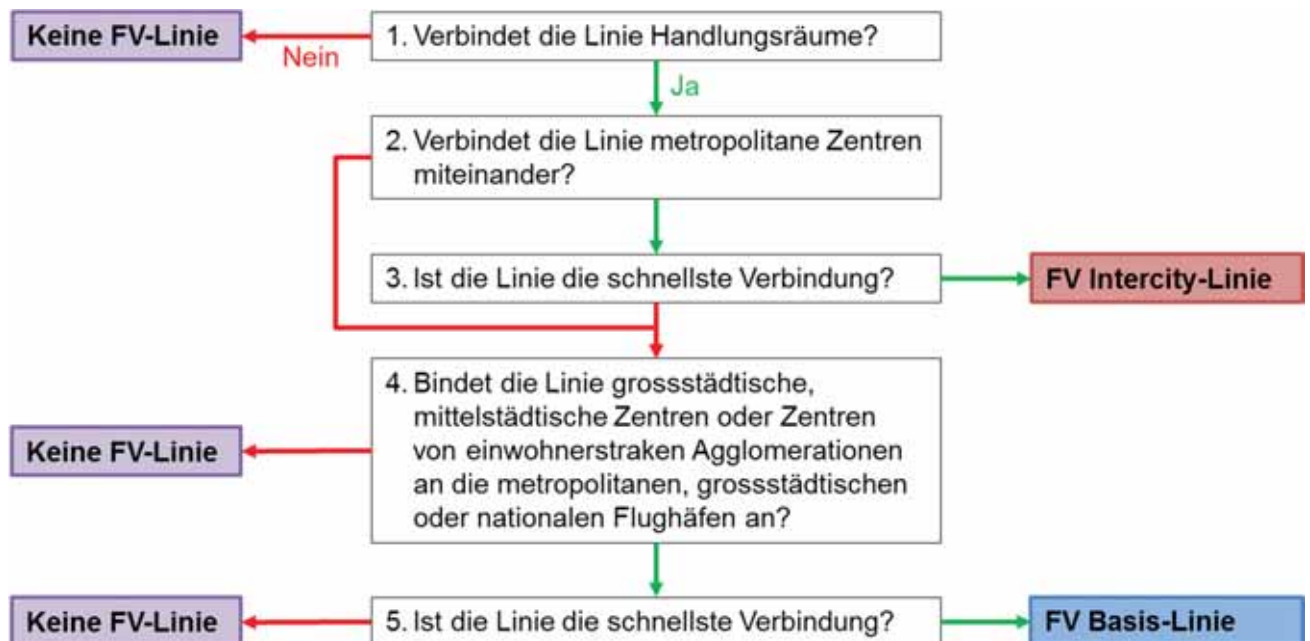 Keine FV-Linie
1. Verbindet die Linie Handlungsräume?
Nein
Ja
2. Verbindet die Linie metropolitane Zentren
miteinander?
3. Ist die Linie die schnellste Verbindung?
FV Intercity-Linie
4. Bindet die Linie grossstädtische,
mittelstädtische Zentren oder Zentren
von einwohnerstraken Agglomerationen
an die metropolitanen, grossstädtischen
oder nationalen Flughäfen an?
Keine FV-Linie
Keine FV-Linie
5. Ist die Linie die schnellste Verbindung?
FV Basis-Linie